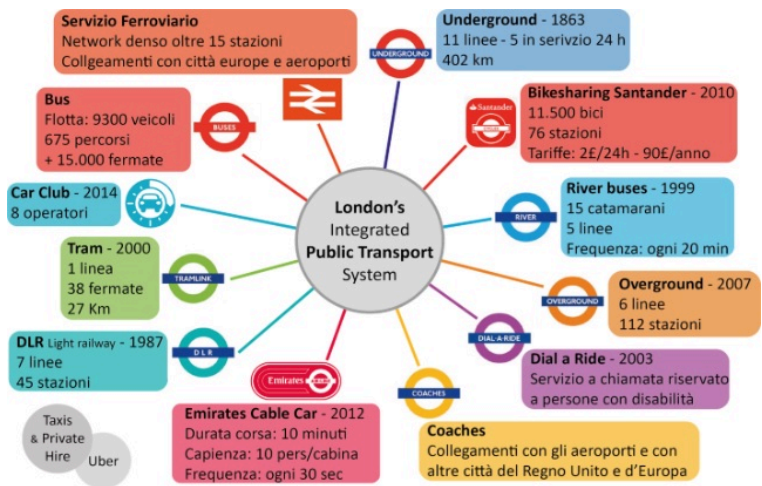 Servizio Ferroviario
Network denso oltre 15 stazioni
Collgeamenti con città europe e aeroporti
UNDERGROUND
Underground - 1863
11 linee - 5 in serivzio 24 h
402 km
Bus
Flotta: 9300 veicoli
675 percorsi
+ 15.000 fermate
BUSES
Santander
Bikesharing Santander - 2010
11.500 bici
76 stazioni
Tariffe: 2£/24h - 90£/anno
Car Club - 2014
8 operatori
London's
Integrated
Public Transport
System
RIVER
River buses - 1999
15 catamarani
5 linee
Frequenza: ogni 20 min
Tram - 2000
1 linea
38 fermate
27 Km
TRAMLINK
OVERGROUND
Overground - 2007
6 linee
112 stazioni
DLR Light railway - 1987
7 linee
45 stazioni
DLR
DIAL-A-RIDE
Dial a Ride - 2003
Servizio a chiamata riservato
a persone con disabilità
Emirates
Emirates Cable Car - 2012
Durata corsa: 10 minuti
Capienza: 10 pers/cabina
Frequenza: ogni 30 sec
COACHES
Coaches
Collegamenti con gli aeroporti e con
altre città del Regno Unito e d'Europa
Taxis
& Private
Hire
Uber